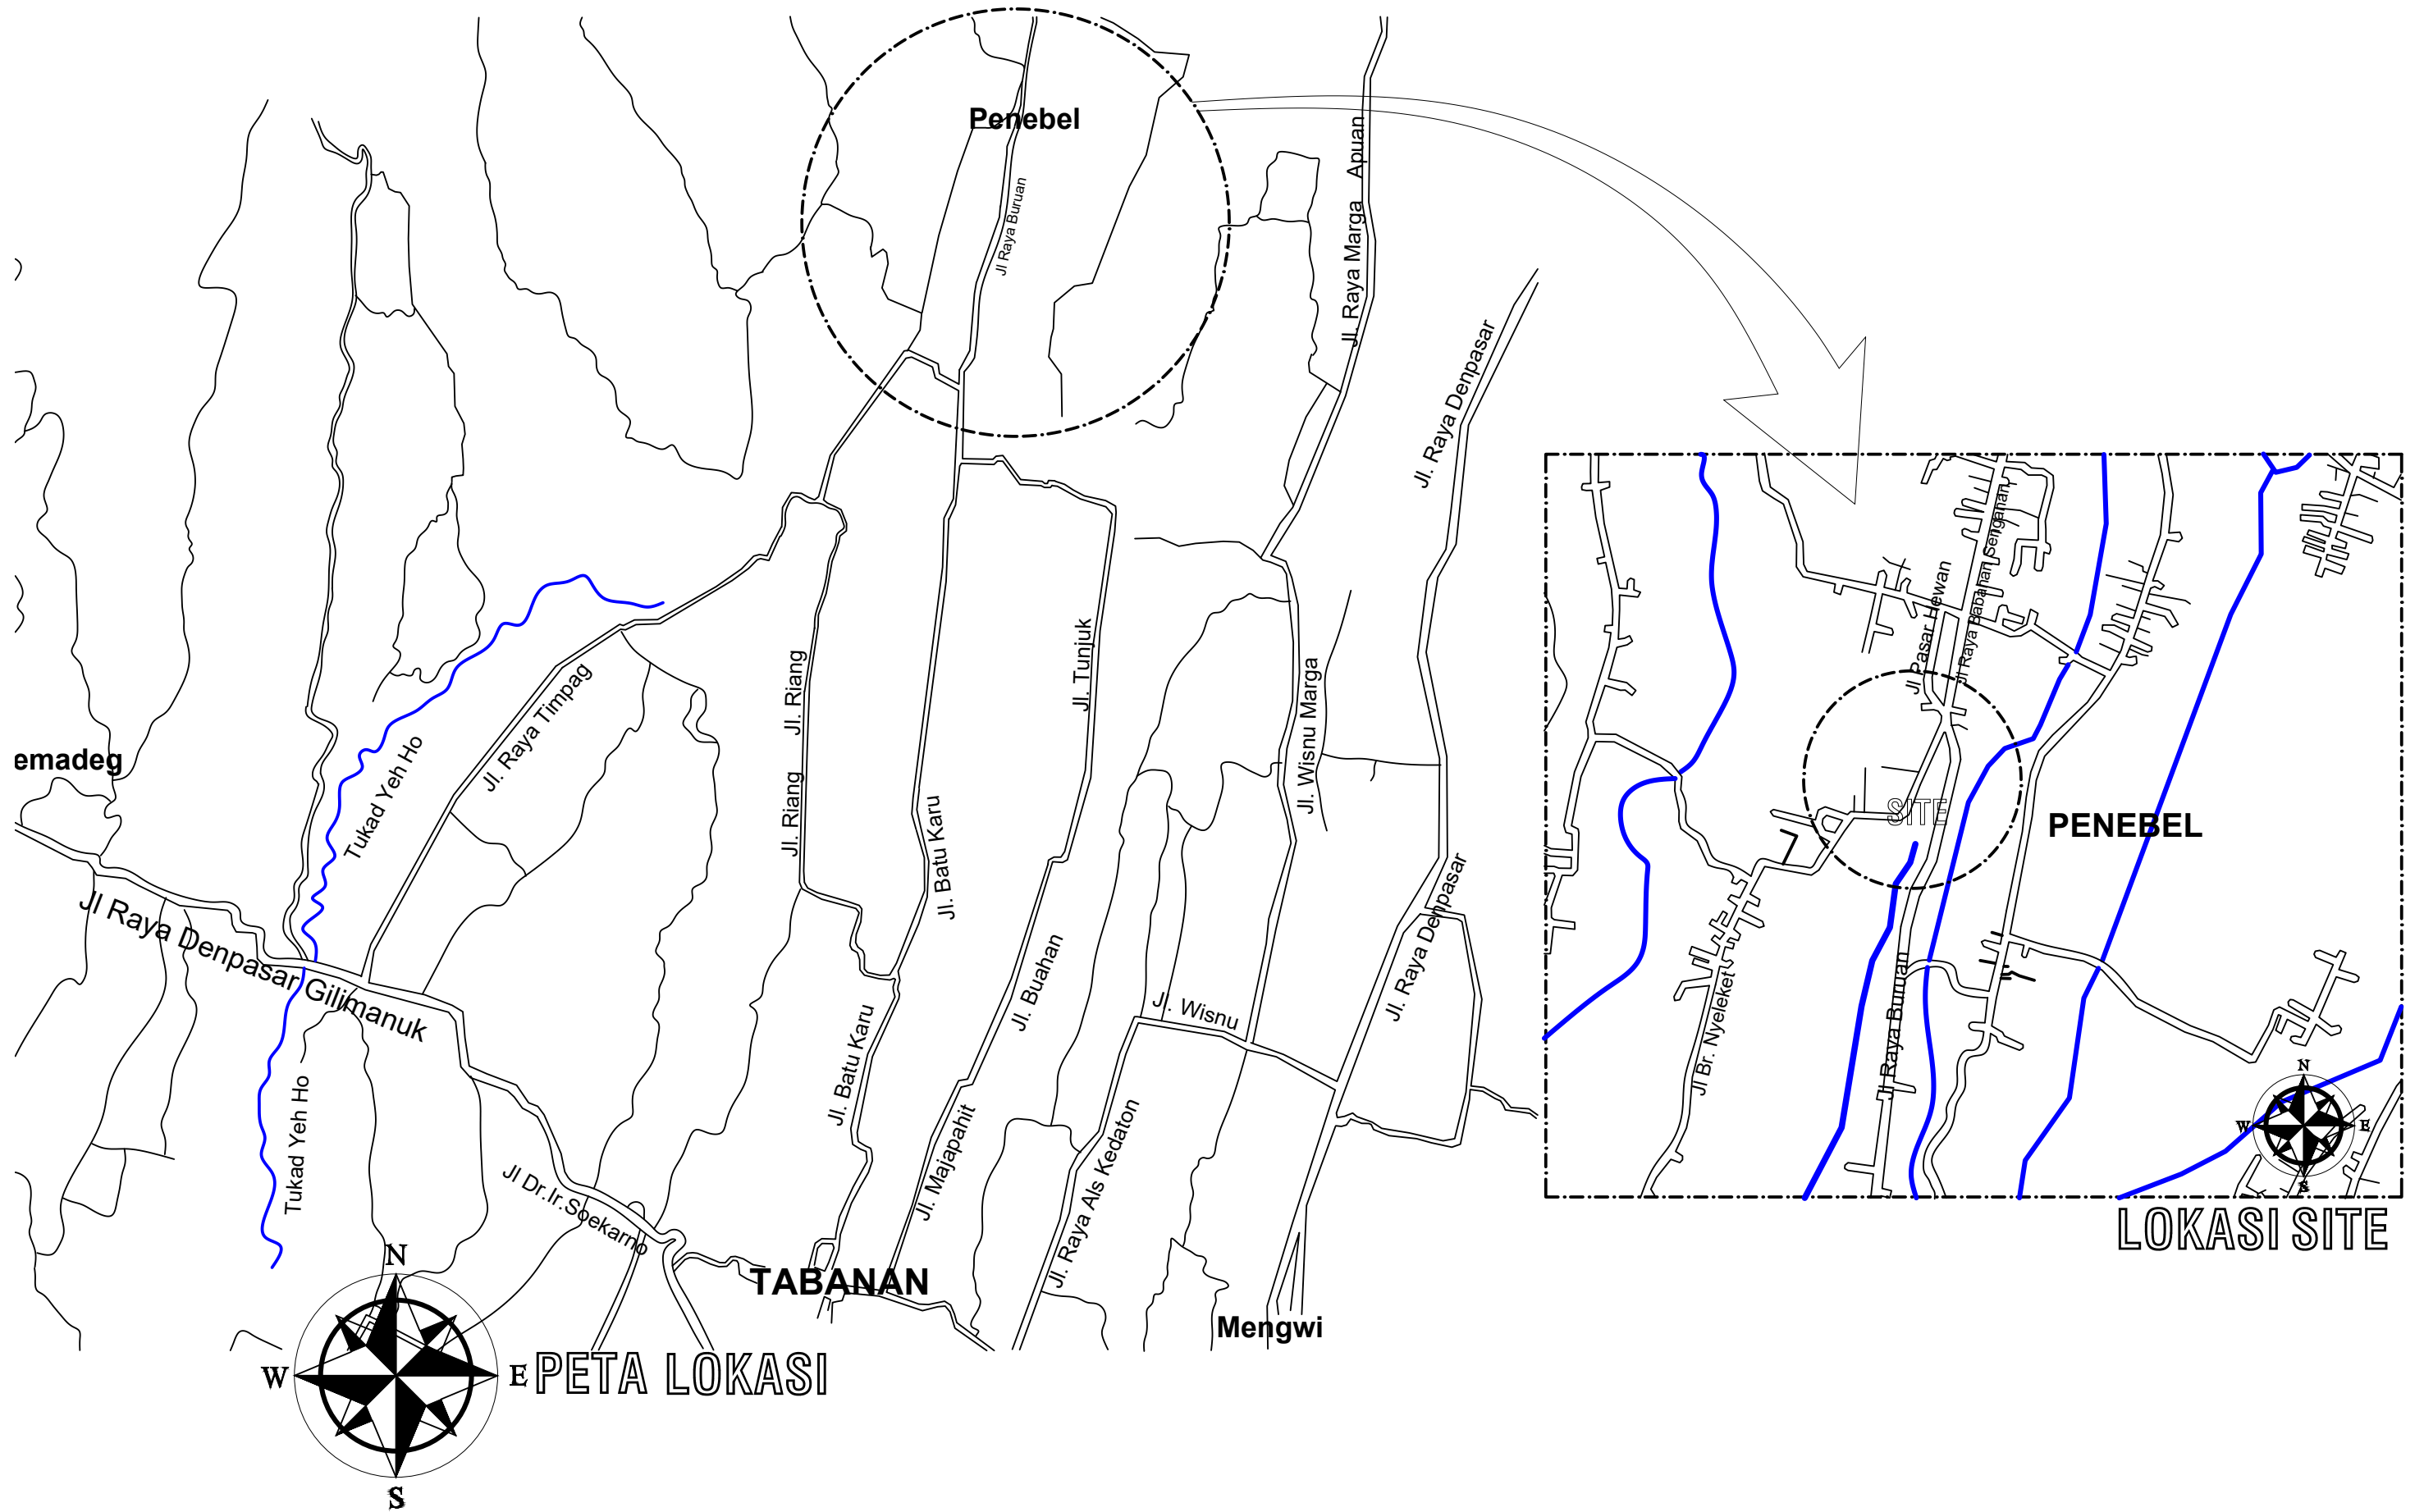 Penebel
Jl Raya Buruan
Jl. Raya Marga Apuan
Jl. Raya Denpasar
emadeg
Tukad Yeh Ho
Jl. Raya Timpag
Jl. Riang
Jl. Riang
Jl. Batu Karu
Jl. Tunjuk
Jl. Wisnu Marga
Jl Raya Denpasar Gilimanuk
Jl. Buahan
Jl. Wisnu
Jl. Raya Denpasar
Tukad Yeh Ho
Jl Dr.Ir.Soekarno
Jl. Batu Karu
Jl. Majapahit
Jl. Raya Als Kedaton
TABANAN
Mengwi
N
W
E
S
PETA LOKASI
Jl Pasar Hewan
Jl Raya Babahan Senganan
SITE
PENEBEL
Jl Br. Nyeleket
Jl Raya Buruan
N
W
E
S
LOKASI SITE